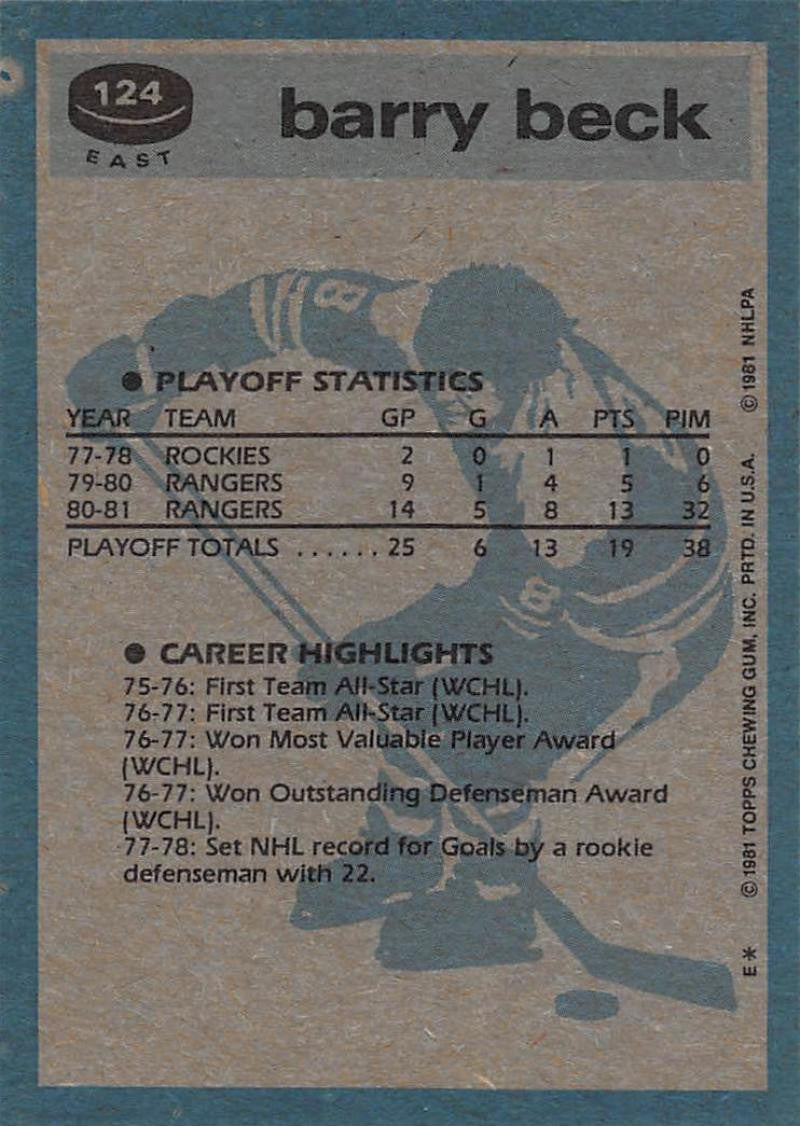 124
EAST
barry beck
● PLAYOFF STATISTICS
YEAR TEAM GP G A PTS PIM
77-78 ROCKIES 2 0 1 1 0
79-80 RANGERS 9 1 4 5 6
80-81 RANGERS 14 5 8 13 32
PLAYOFF TOTALS ...... 25 6 13 19 38
● CAREER HIGHLIGHTS
75-76: First Team All-Star (WCHL).
76-77: First Team All-Star (WCHL).
76-77: Won Most Valuable Player Award
(WCHL).
76-77: Won Outstanding Defenseman Award
(WCHL).
77-78: Set NHL record for Goals by a rookie
defenseman with 22.
8
8
E* © 1981 TOPPS CHEWING GUM, INC. PRTD. IN U.S.A. © 1981 NHLPA